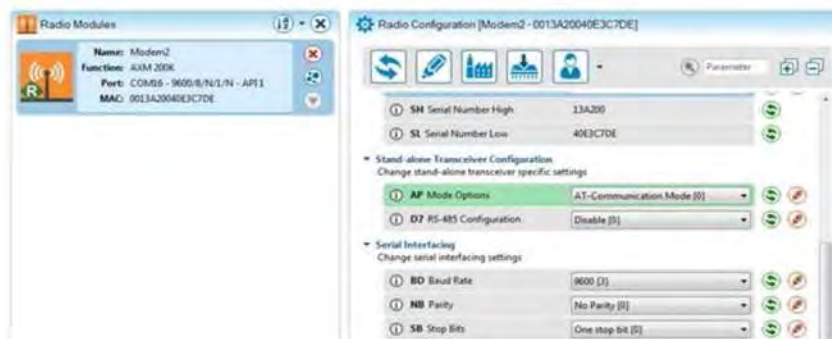 Radio Modules
Name: Modem2
Function: AXM 200K
Port: COM16 - 9600/8/N/1/N - API 1
MAC: 0013A20040E3C7DE
R
Radio Configuration [Modem2 - 0013A20040E3C7DE]
Parameter
SH Serial Number High 13A200
SL Serial Number Low 40E3C7DE
Stand-alone Transceiver Configuration
Change stand-alone transceiver specific settings
AP Mode Options AT-Communication Mode [0]
D7 RS-485 Configuration Disable [0]
Serial Interfacing
Change serial interfacing settings
BD Baud Rate 9600 [3]
NB Parity No Parity [0]
SB Stop Bits One stop bit [0]